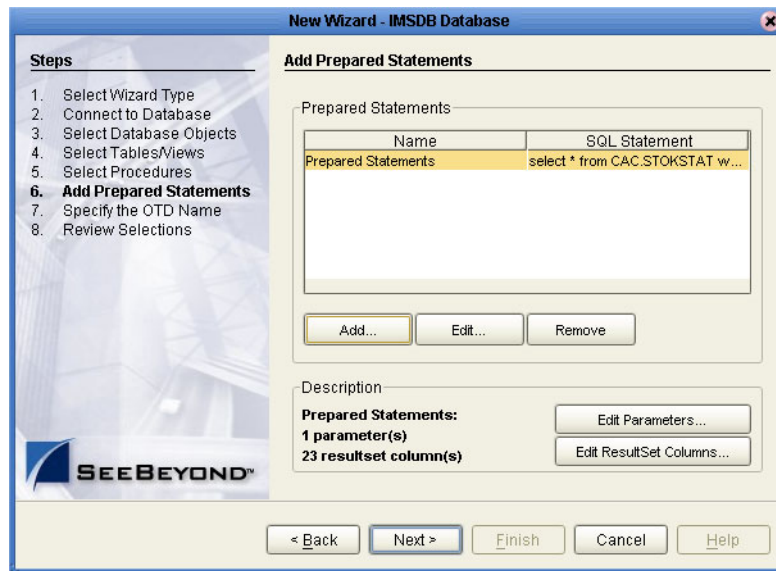 New Wizard - IMSDB Database
Steps
1. Select Wizard Type
2. Connect to Database
3. Select Database Objects
4. Select Tables/Views
5. Select Procedures
6. Add Prepared Statements
7. Specify the OTD Name
8. Review Selections
SEEBEYOND™
Add Prepared Statements
Prepared Statements
Name SQL Statement
Prepared Statements select * from CAC.STOKSTAT w...
Add... Edit... Remove
Description
Prepared Statements:
1 parameter(s)
23 resultset column(s)
Edit Parameters...
Edit ResultSet Columns...
< Back Next > Finish Cancel Help